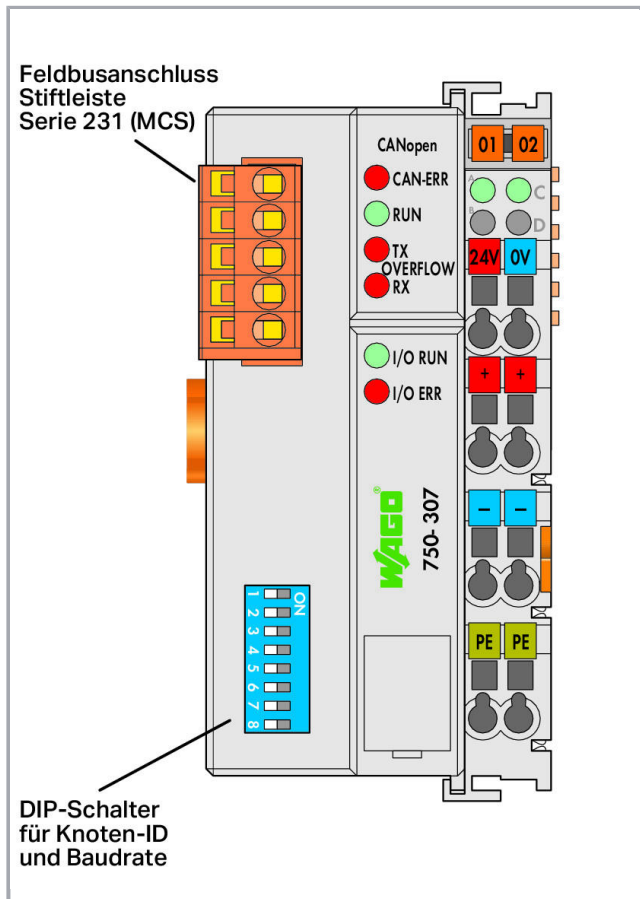 Feldbusanschluss
Stiftleiste
Serie 231 (MCS)
CANopen
CAN-ERR
RUN
TX
OVERFLOW
RX
I/O RUN
I/O ERR
WAGO®
750-307
01 02
A C
B D
24V 0V
+ +
− −
PE PE
ON
1
2
3
4
5
6
7
8
DIP-Schalter
für Knoten-ID
und Baudrate